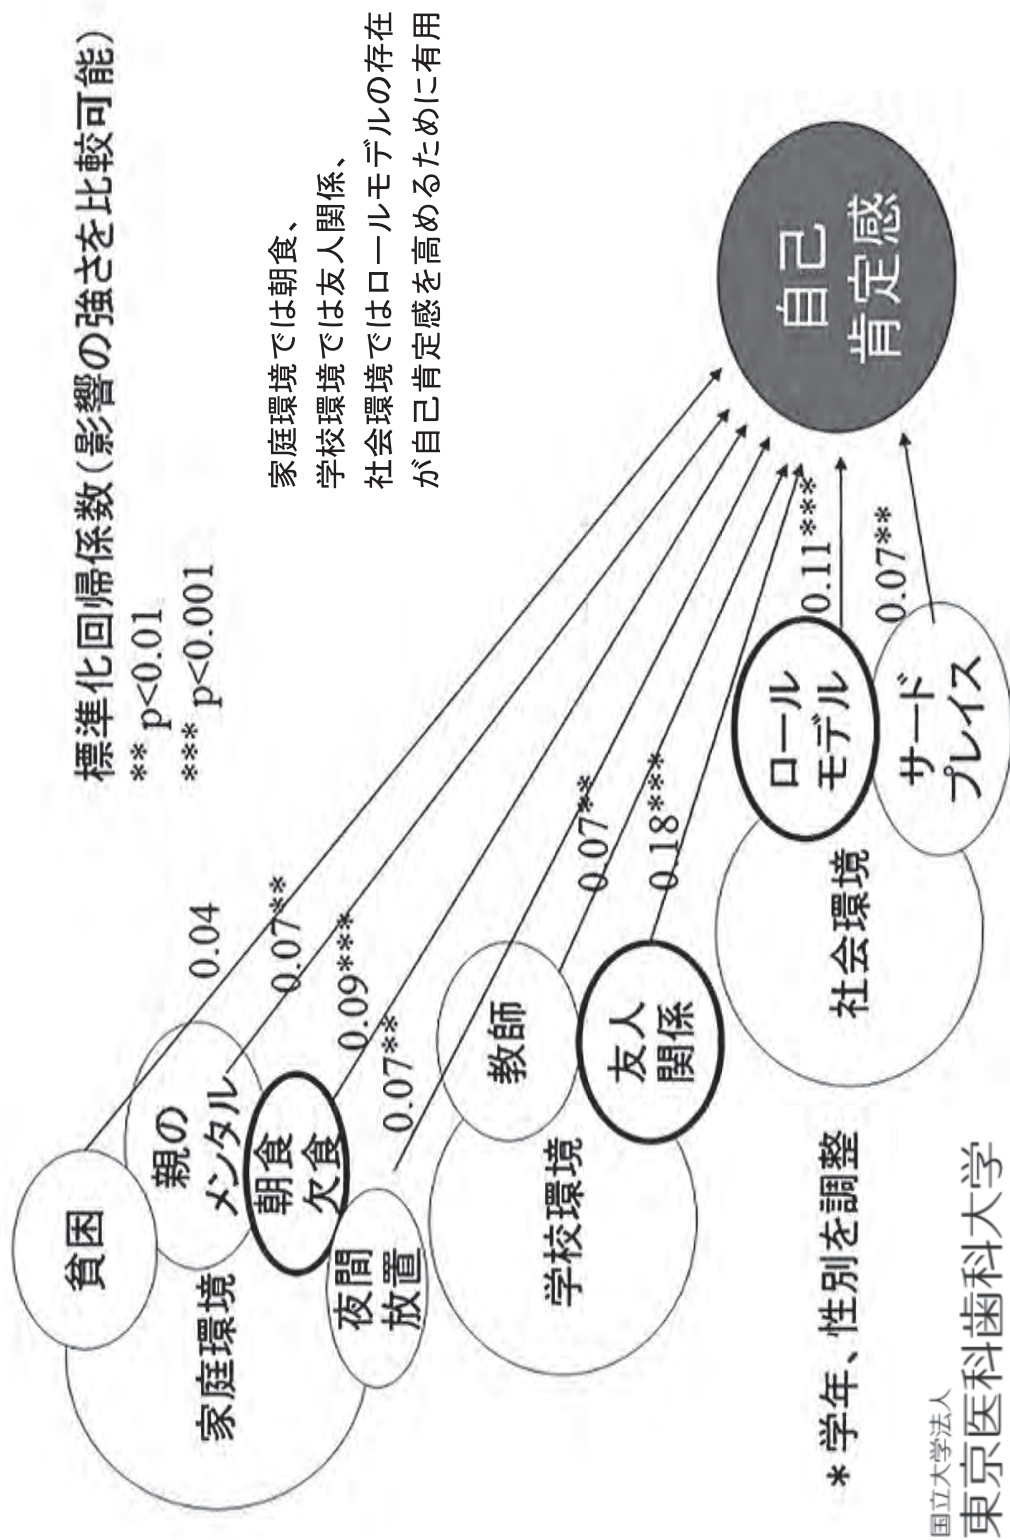 標準化回帰係数(影響の強さを比較可能)
** p<0.01
*** p<0.001
家庭環境では朝食、
学校環境では友人関係、
社会環境ではロールモデルの存在
が自己肯定感を高めるために有用
貧困
0.04
親の
メンタル
0.07**
家庭環境
朝食
欠食
0.09***
夜間
放置
0.07**
学校環境
教師
0.07**
友人
関係
0.18***
社会環境
ロール
モデル
0.11***
サード
プレイス
0.07**
自己
肯定感
*学年、性別を調整
国立大学法人
東京医科歯科大学